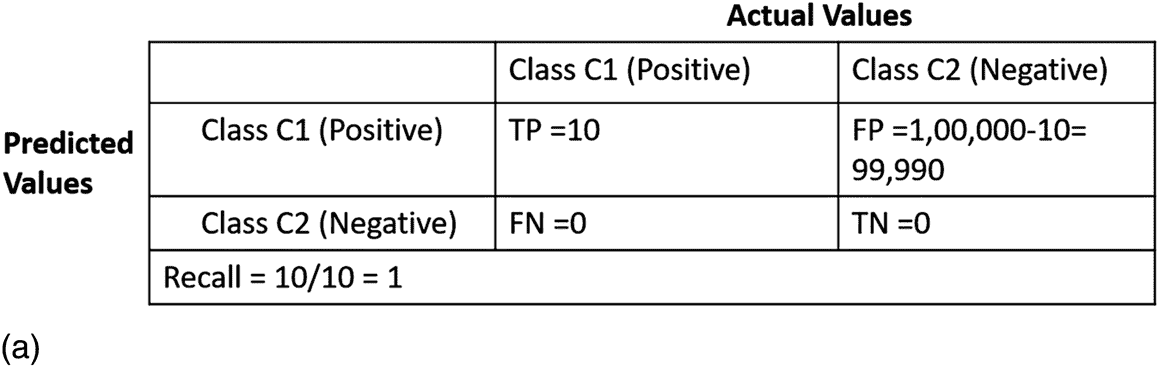 Actual Values
Class C1 (Positive)
Class C2 (Negative)
Predicted
Values
Class C1 (Positive)
TP =10
FP =1,00,000-10=
99,990
Class C2 (Negative)
FN =0
TN =0
Recall = 10/10 = 1
(a)